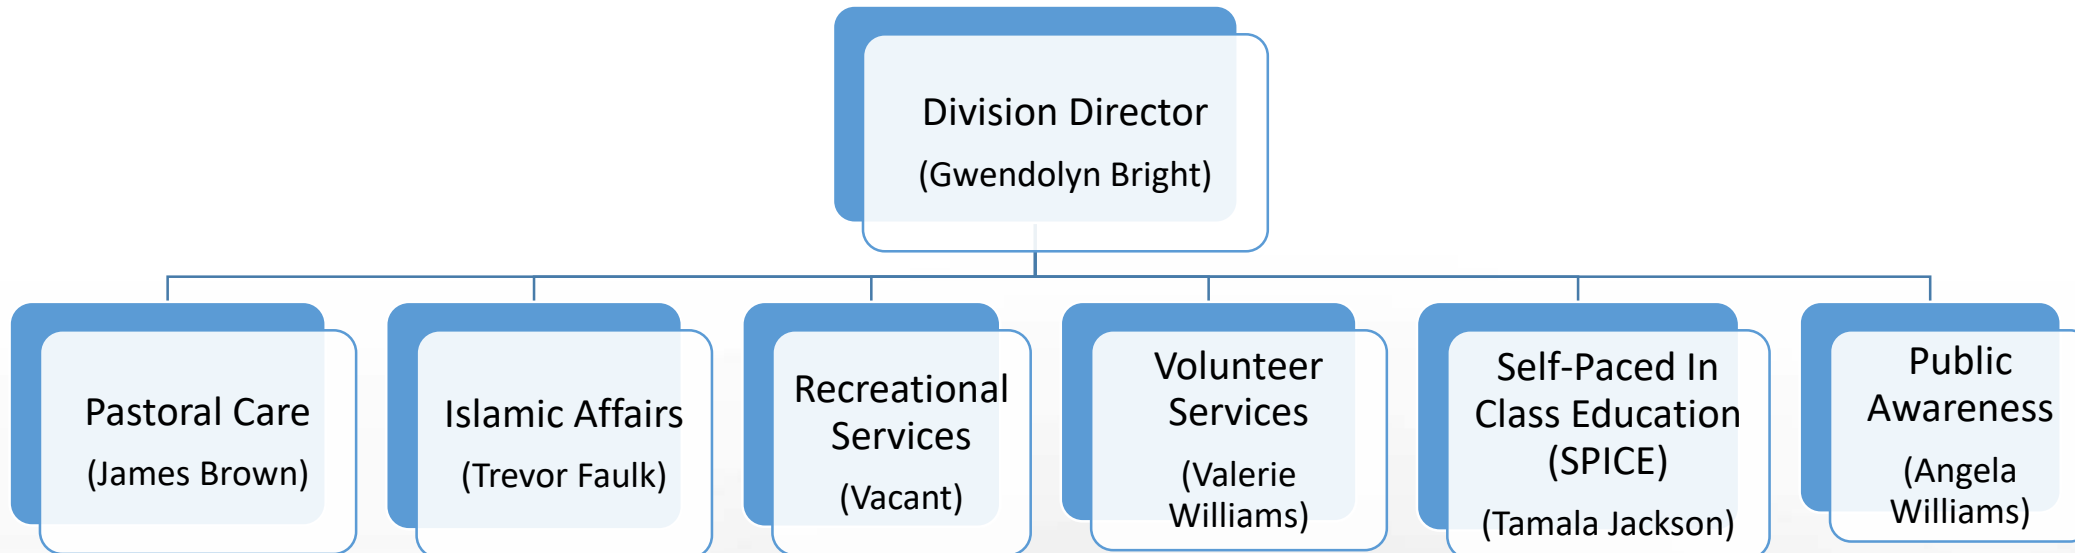 Division Director
(Gwendolyn Bright)
Pastoral Care
(James Brown)
Islamic Affairs
(Trevor Faulk)
Recreational
Services
(Vacant)
Volunteer
Services
(Valerie
Williams)
Self-Paced In
Class Education
(SPICE)
(Tamala Jackson)
Public
Awareness
(Angela
Williams)